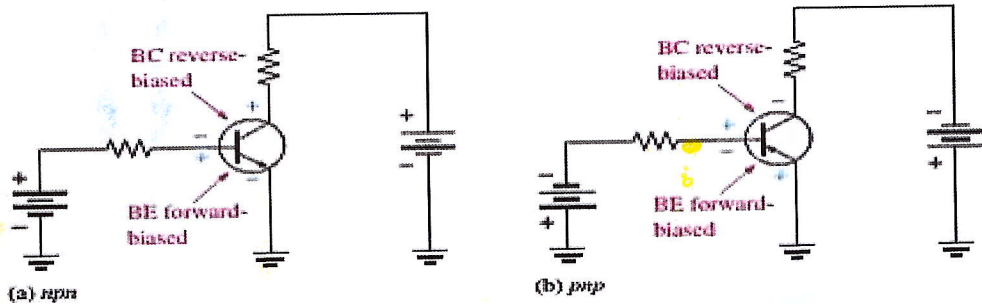 BC reverse-
biased
+
−
+
−
+
−
+
−
BE forward-
biased
(a) npn
BC reverse-
biased
−
+
−
+
−
+
−
+
BE forward-
biased
(b) pnp